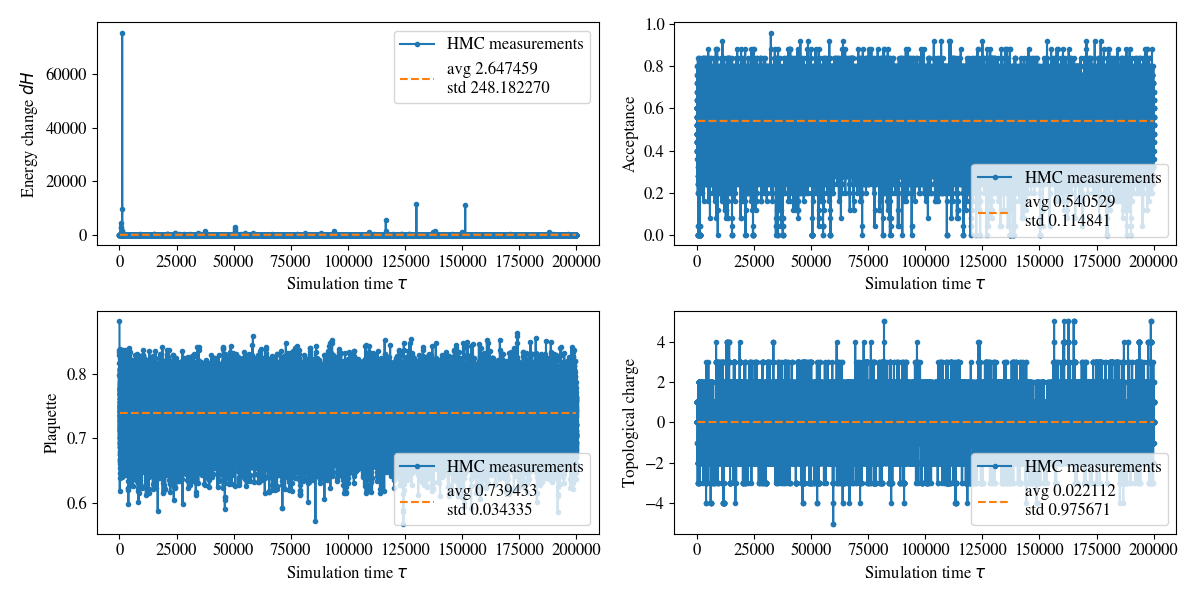 Energy change dH
60000
40000
20000
0
HMC measurements
avg 2.647459
std 248.182270
0 25000 50000 75000 100000 125000 150000 175000 200000
Simulation time τ
Acceptance
1.0
0.8
0.6
0.4
0.2
0.0
HMC measurements
avg 0.540529
std 0.114841
0 25000 50000 75000 100000 125000 150000 175000 200000
Simulation time τ
Plaquette
0.8
0.7
0.6
HMC measurements
avg 0.739433
std 0.034335
0 25000 50000 75000 100000 125000 150000 175000 200000
Simulation time τ
Topological charge
4
2
0
−2
−4
HMC measurements
avg 0.022112
std 0.975671
0 25000 50000 75000 100000 125000 150000 175000 200000
Simulation time τ